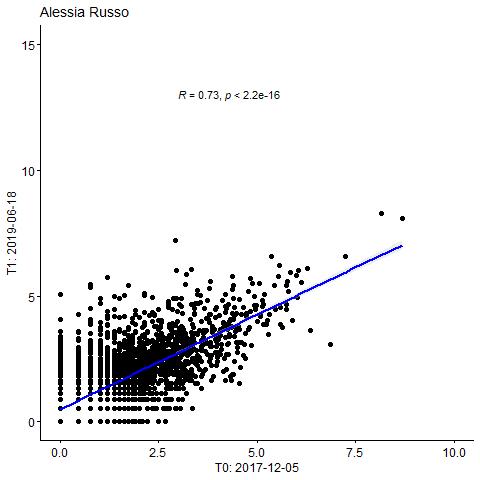 Alessia Russo
R = 0.73, p < 2.2e-16
T1: 2019-06-18
15
10
5
0
0.0 2.5 5.0 7.5 10.0
T0: 2017-12-05